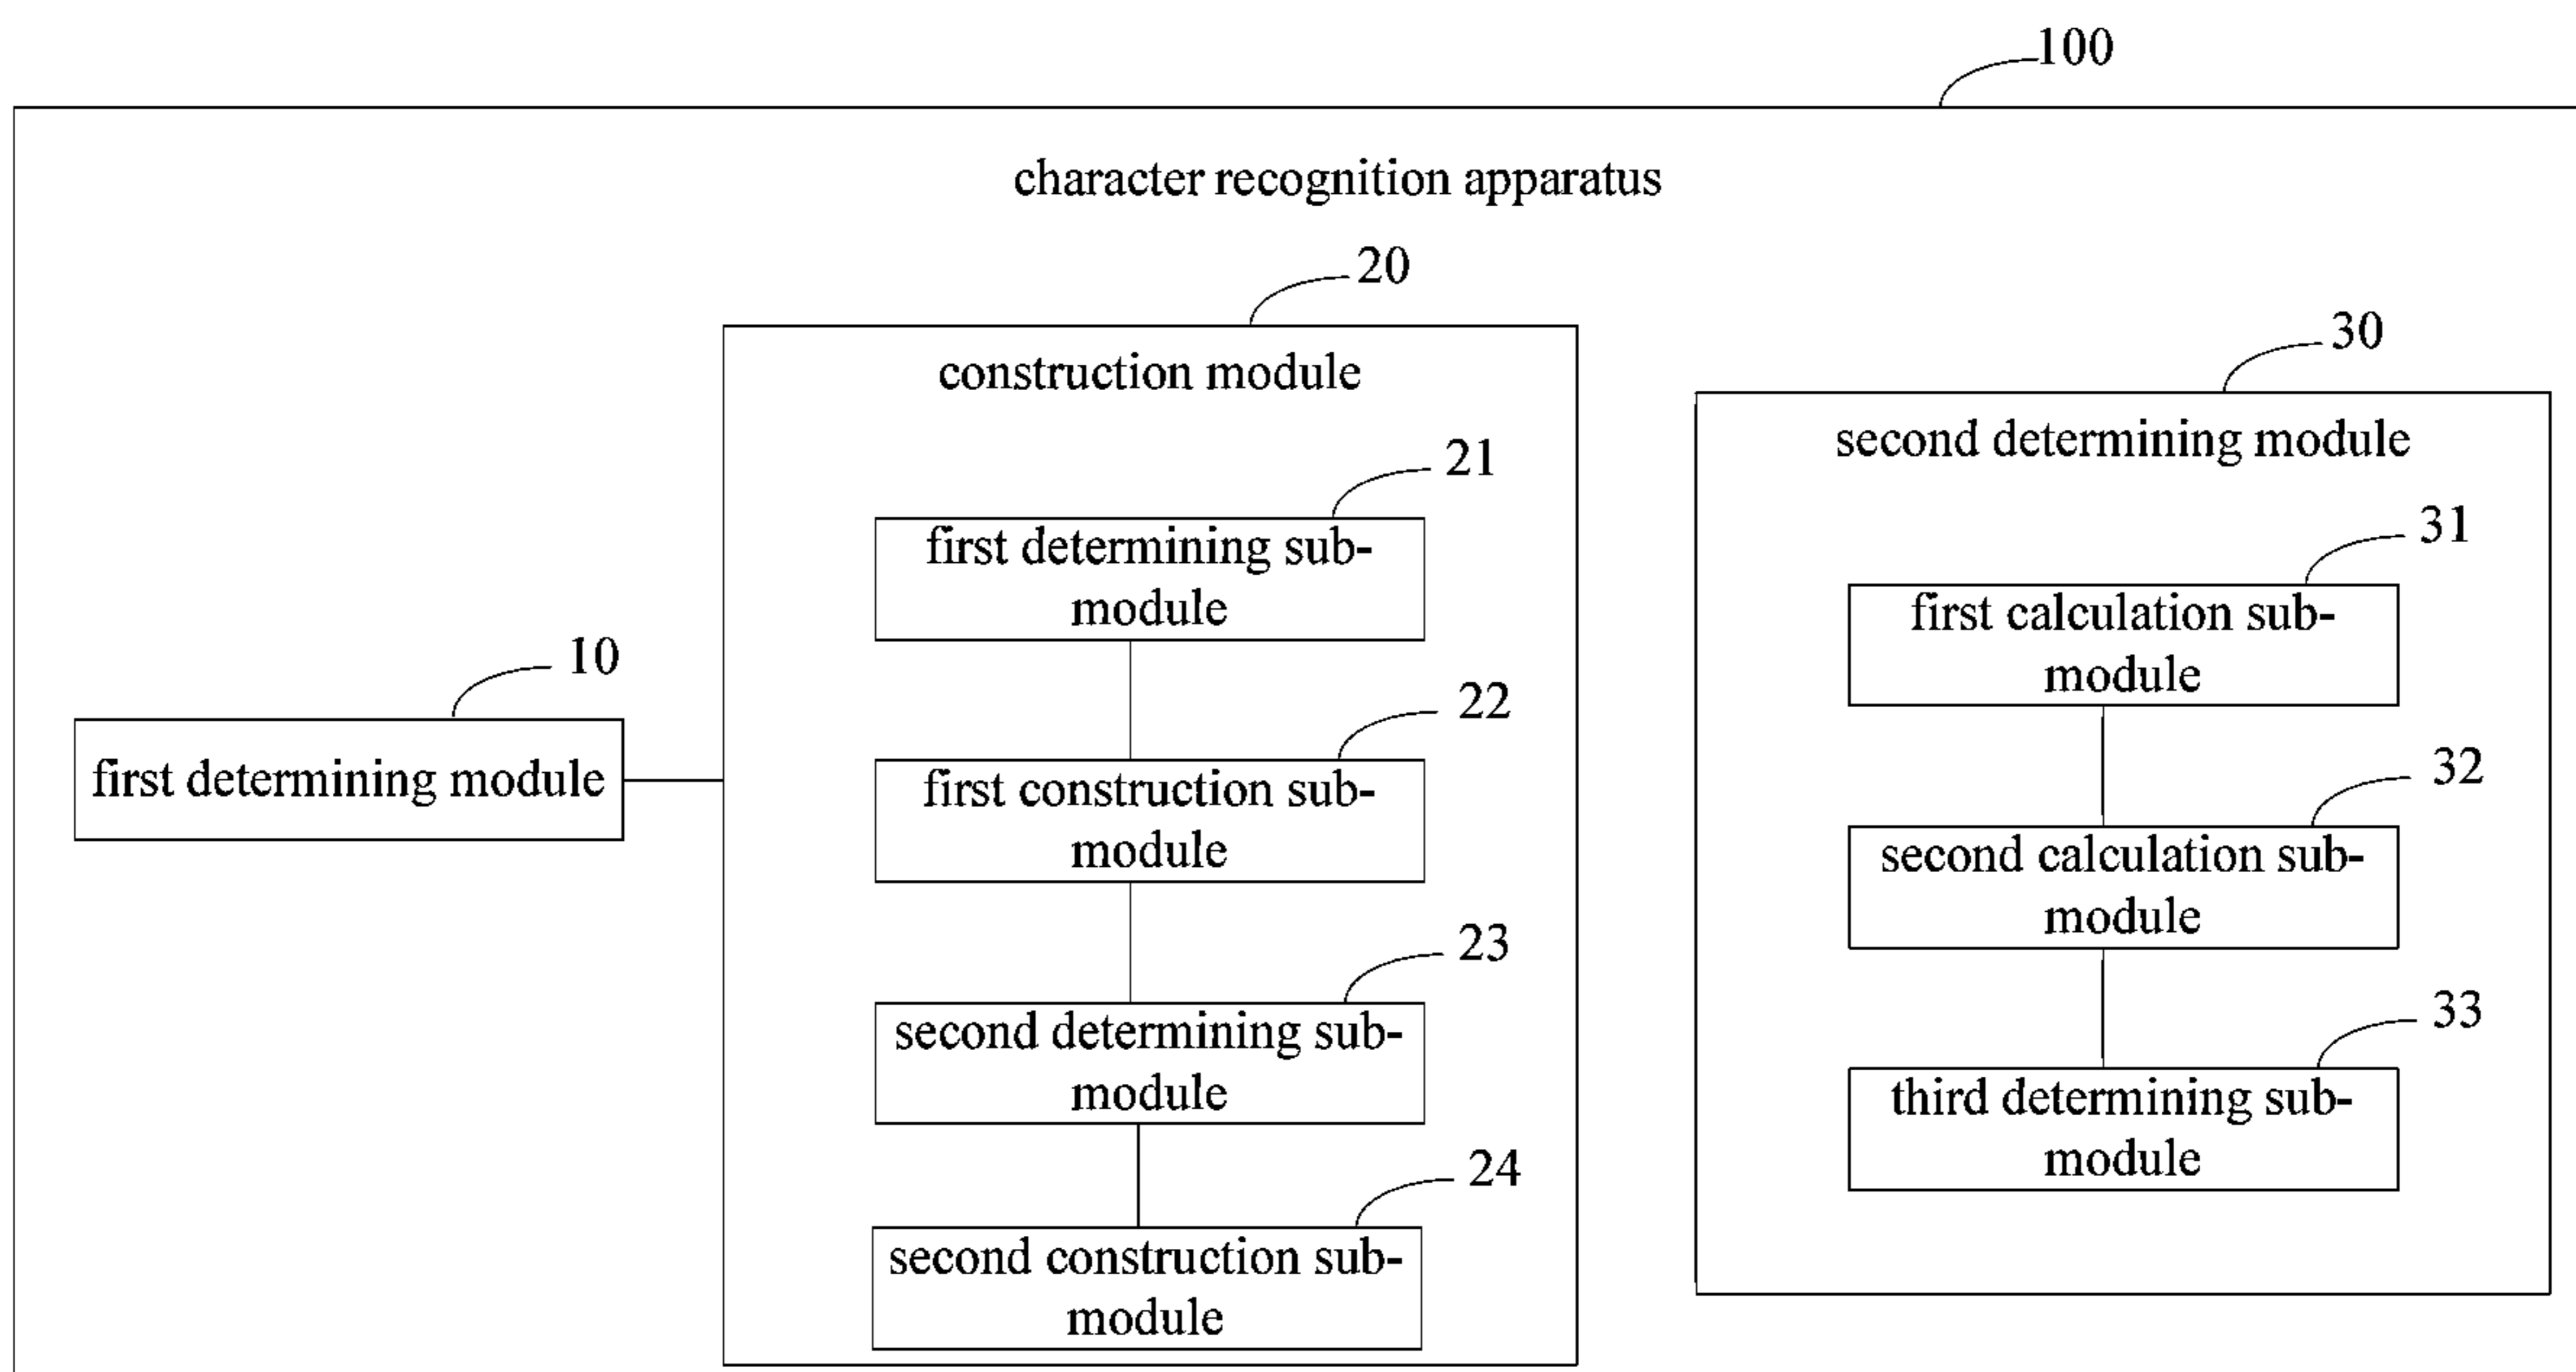 100
character recognition apparatus
20
construction module
21
first determining sub-
module
22
first construction sub-
module
23
second determining sub-
module
24
second construction sub-
module
10
first determining module
30
second determining module
31
first calculation sub-
module
32
second calculation sub-
module
33
third determining sub-
module